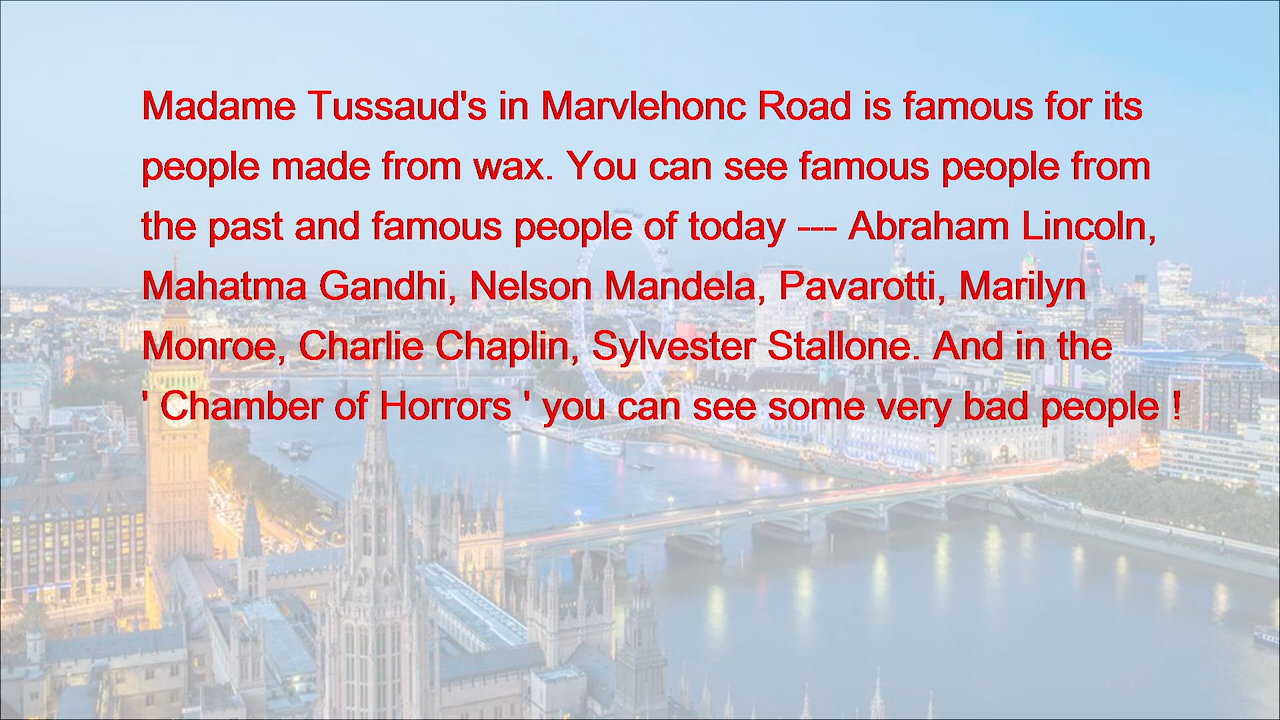 Madame Tussaud's in Marvlehonc Road is famous for its
people made from wax. You can see famous people from
the past and famous people of today --- Abraham Lincoln,
Mahatma Gandhi, Nelson Mandela, Pavarotti, Marilyn
Monroe, Charlie Chaplin, Sylvester Stallone. And in the
' Chamber of Horrors ' you can see some very bad people !